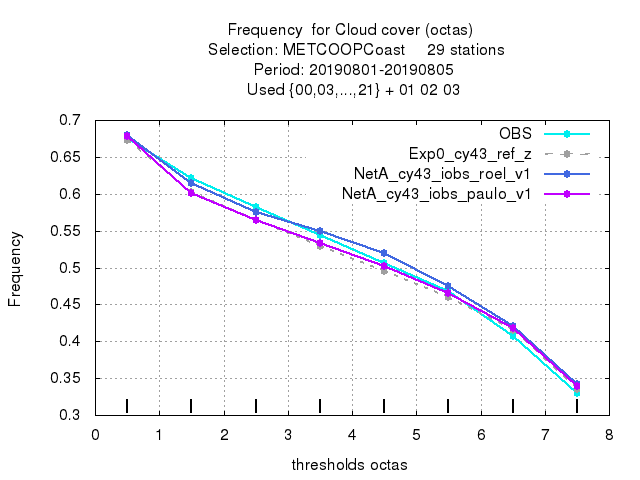 Frequency  for Cloud cover (octas)
Selection: METCOOPCoast     29 stations
Period: 20190801-20190805
Used {00,03,...,21} + 01 02 03
OBS
Exp0_cy43_ref_z
NetA_cy43_iobs_roel_v1
NetA_cy43_iobs_paulo_v1
Frequency
0.7
0.65
0.6
0.55
0.5
0.45
0.4
0.35
0.3
0 1 2 3 4 5 6 7 8
thresholds octas